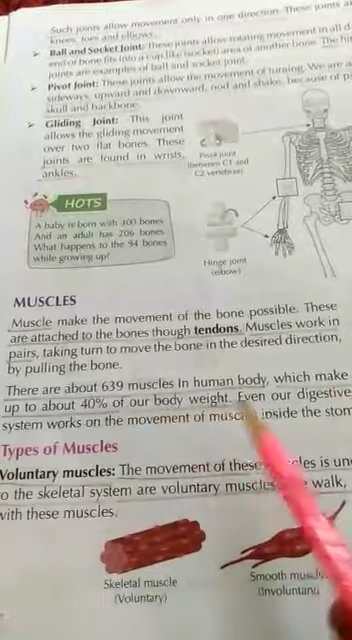 Such joints allow movement only in one direction. These joints a
knees, toes and elbows.
Ball and Socket Joint: These joints allow rotating movement in all d
end of bone fits into a cup like (socket) area of another bone. The hi
joints are examples of ball and socket joint.
Pivot Joint: These joints allow the movement of turning. We are a
sideways, upward and downward, nod and shake, because of p
skull and backbone.
Gliding Joint: This joint
allows the gliding movement
over two flat bones. These
joints are found in wrists,
ankles.
Pivot joint
(between C1 and
C2 vertebrae)
HOTS
A baby is born with 300 bones
And an adult has 206 bones
What happens to the 94 bones
while growing up?
Hinge joint
(elbow)
MUSCLES
Muscle make the movement of the bone possible. These
are attached to the bones though tendons. Muscles work in
pairs, taking turn to move the bone in the desired direction,
by pulling the bone.
There are about 639 muscles In human body, which make
up to about 40% of our body weight. Even our digestive
system works on the movement of muscl inside the stom
Types of Muscles
Voluntary muscles: The movement of these cles is un
o the skeletal system are voluntary muscles walk,
with these muscles.
Skeletal muscle
(Voluntary)
Smooth mus
(Involuntar